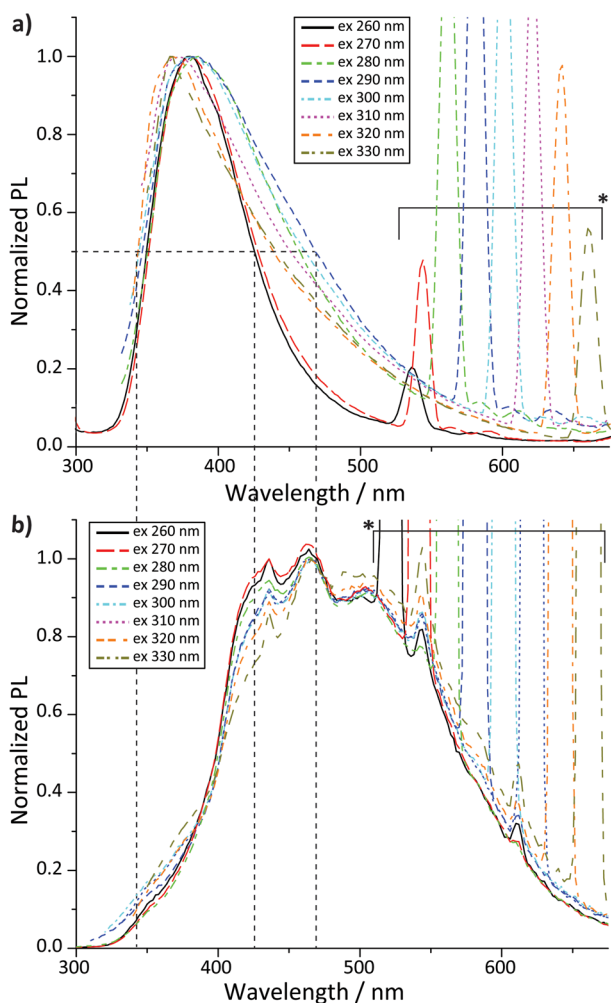 a)
Normalized PL
1.0
0.8
0.6
0.4
0.2
0.0
ex 260 nm
ex 270 nm
ex 280 nm
ex 290 nm
ex 300 nm
ex 310 nm
ex 320 nm
ex 330 nm
*
300 400 500 600
Wavelength / nm
b)
Normalized PL
1.0
0.8
0.6
0.4
0.2
0.0
ex 260 nm
ex 270 nm
ex 280 nm
ex 290 nm
ex 300 nm
ex 310 nm
ex 320 nm
ex 330 nm
*
300 400 500 600
Wavelength / nm